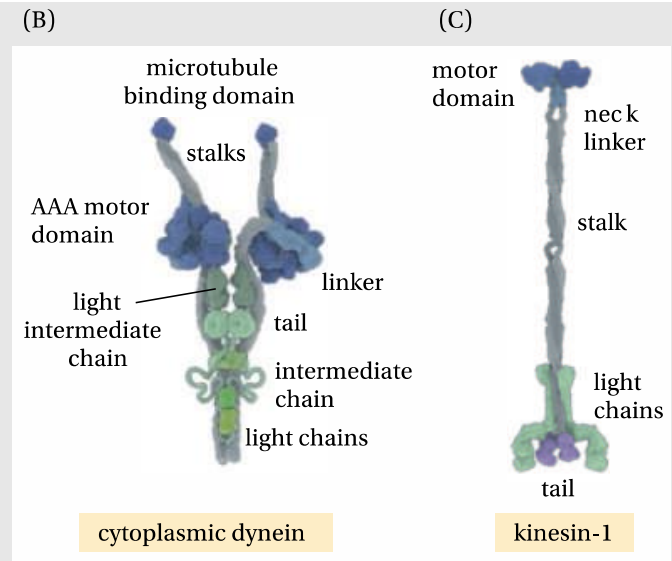 (B)
microtubule
binding domain
stalks
AAA motor
domain
linker
light
intermediate
chain
tail
intermediate
chain
light chains
cytoplasmic dynein
(C)
motor
domain
neck
linker
stalk
light
chains
tail
kinesin-1